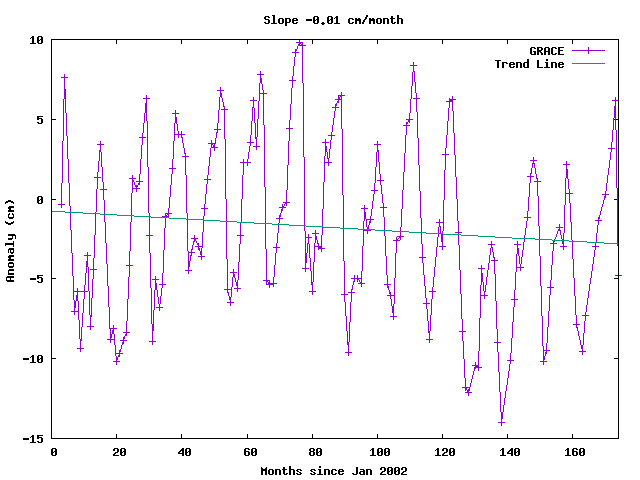 Slope -0.01 cm/month
GRACE
Trend Line
10
5
0
-5
-10
-15
Anomaly (cm)
0 20 40 60 80 100 120 140 160
Months since Jan 2002